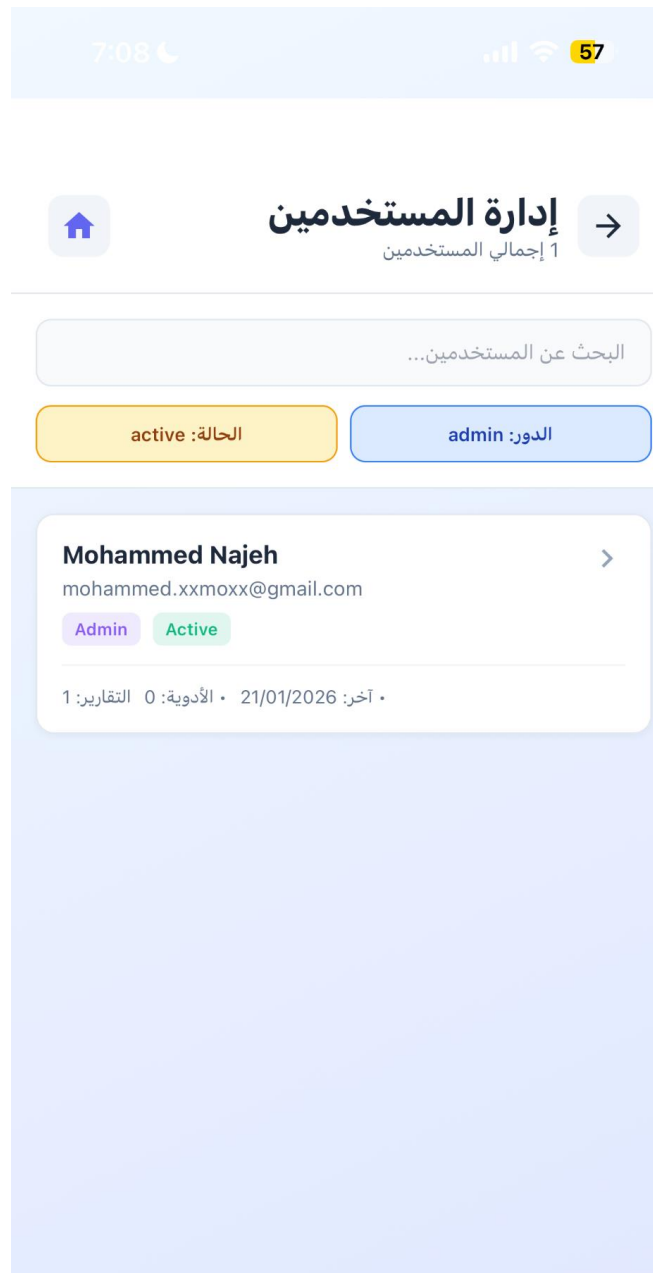 7:08
57
إدارة المستخدمين
1 إجمالي المستخدمين
البحث عن المستخدمين...
الدور: admin
الحالة: active
Mohammed Najeh
mohammed.xxmoxx@gmail.com
Admin Active
التقارير: 1 • الأدوية: 0 • آخر: 21/01/2026